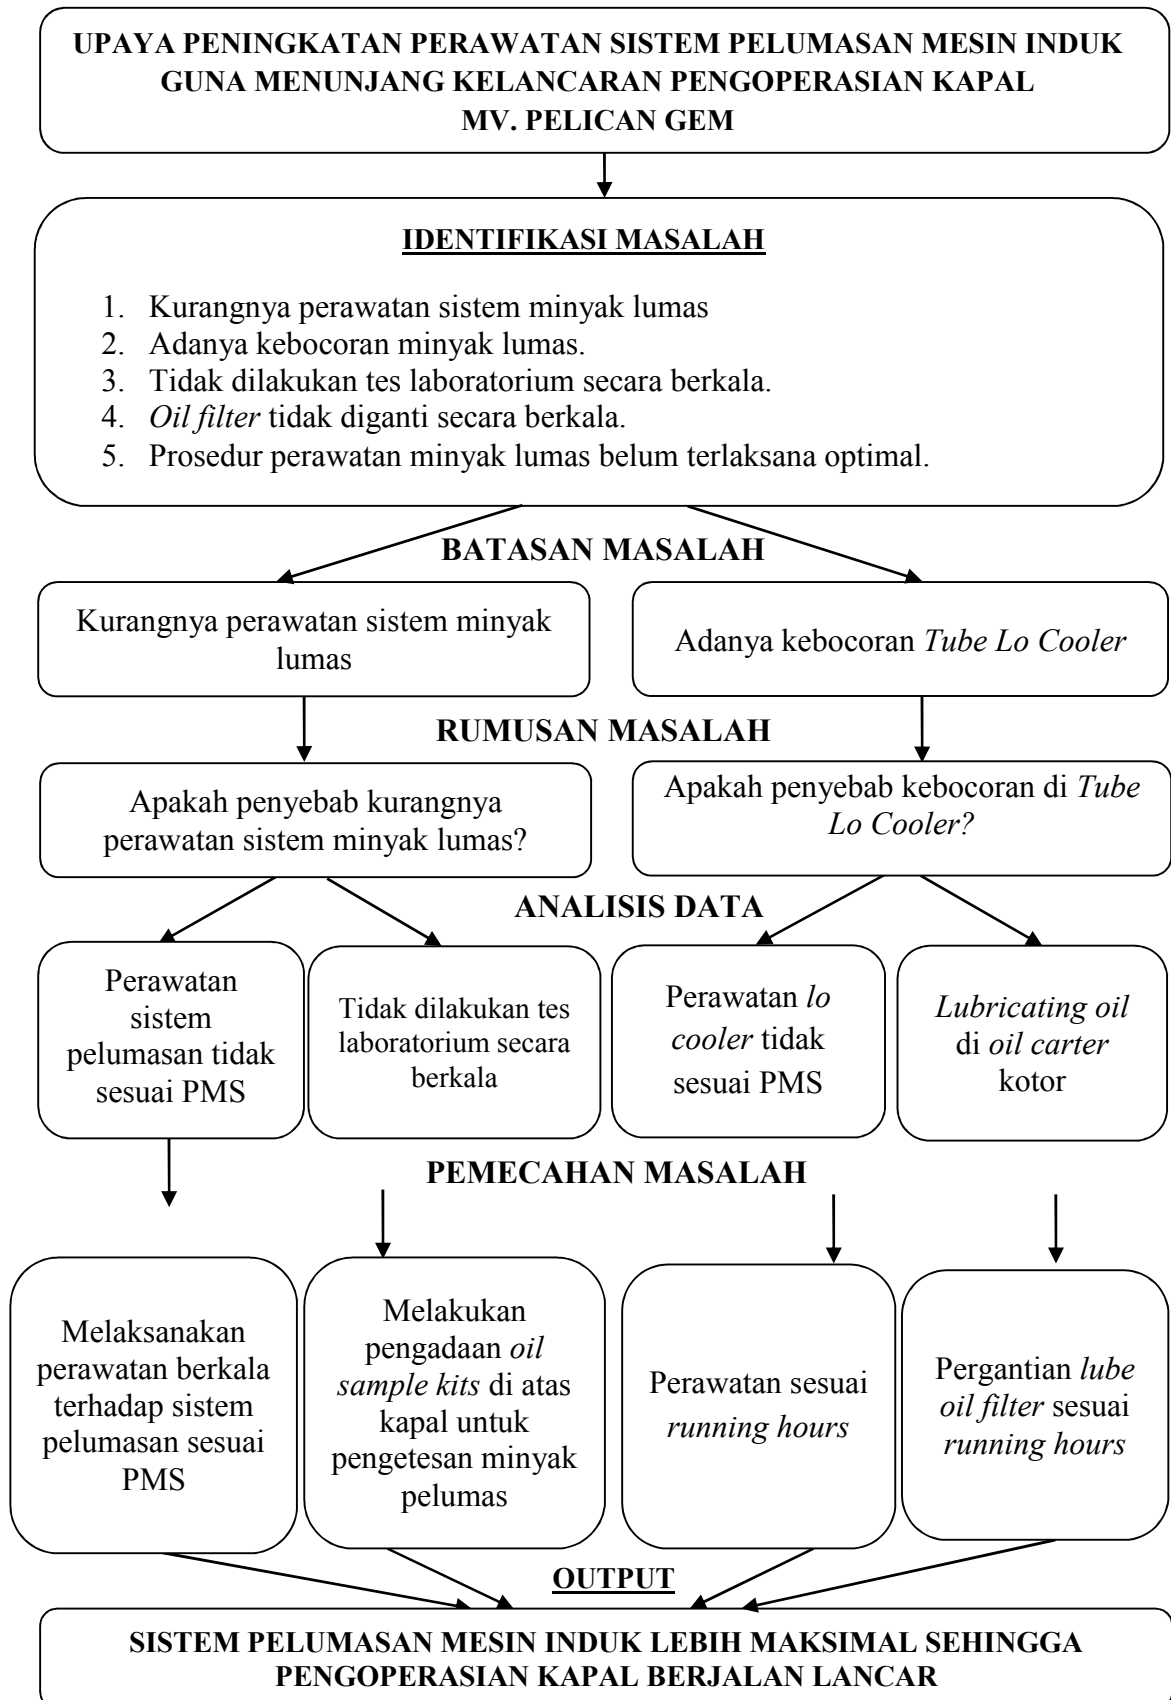 UPAYA PENINGKATAN PERAWATAN SISTEM PELUMASAN MESIN INDUK
GUNA MENUNJANG KELANCARAN PENGOPERASIAN KAPAL
MV. PELICAN GEM
IDENTIFIKASI MASALAH
1. Kurangnya perawatan sistem minyak lumas
2. Adanya kebocoran minyak lumas.
3. Tidak dilakukan tes laboratorium secara berkala.
4. Oil filter tidak diganti secara berkala.
5. Prosedur perawatan minyak lumas belum terlaksana optimal.
BATASAN MASALAH
Kurangnya perawatan sistem minyak
lumas
Adanya kebocoran Tube Lo Cooler
RUMUSAN MASALAH
Apakah penyebab kurangnya
perawatan sistem minyak lumas?
Apakah penyebab kebocoran di Tube
Lo Cooler?
ANALISIS DATA
Perawatan
sistem
pelumasan tidak
sesuai PMS
Tidak dilakukan tes
laboratorium secara
berkala
Perawatan lo
cooler tidak
sesuai PMS
Lubricating oil
di oil carter
kotor
PEMECAHAN MASALAH
Melaksanakan
perawatan berkala
terhadap sistem
pelumasan sesuai
PMS
Melakukan
pengadaan oil
sample kits di atas
kapal untuk
pengetesan minyak
pelumas
Perawatan sesuai
running hours
Pergantian lube
oil filter sesuai
running hours
OUTPUT
SISTEM PELUMASAN MESIN INDUK LEBIH MAKSIMAL SEHINGGA
PENGOPERASIAN KAPAL BERJALAN LANCAR